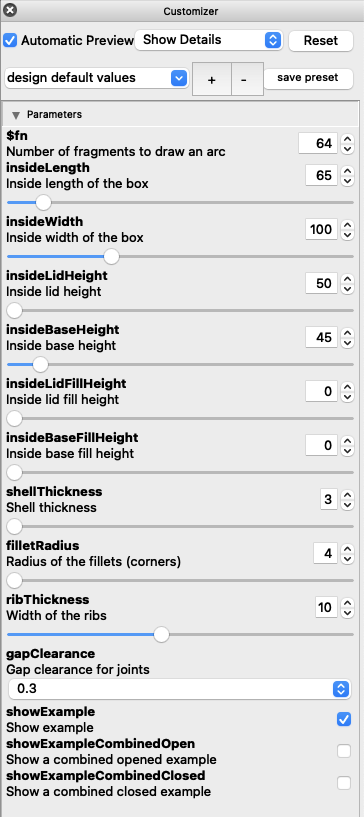 Customizer
Automatic Preview Show Details Reset
design default values + - save preset
Parameters
$fn
Number of fragments to draw an arc 64
insideLength
Inside length of the box 65
insideWidth
Inside width of the box 100
insideLidHeight
Inside lid height 50
insideBaseHeight
Inside base height 45
insideLidFillHeight
Inside lid fill height 0
insideBaseFillHeight
Inside base fill height 0
shellThickness
Shell thickness 3
filletRadius
Radius of the fillets (corners) 4
ribThickness
Width of the ribs 10
gapClearance
Gap clearance for joints
0.3
showExample
Show example
showExampleCombinedOpen
Show a combined opened example
showExampleCombinedClosed
Show a combined closed example